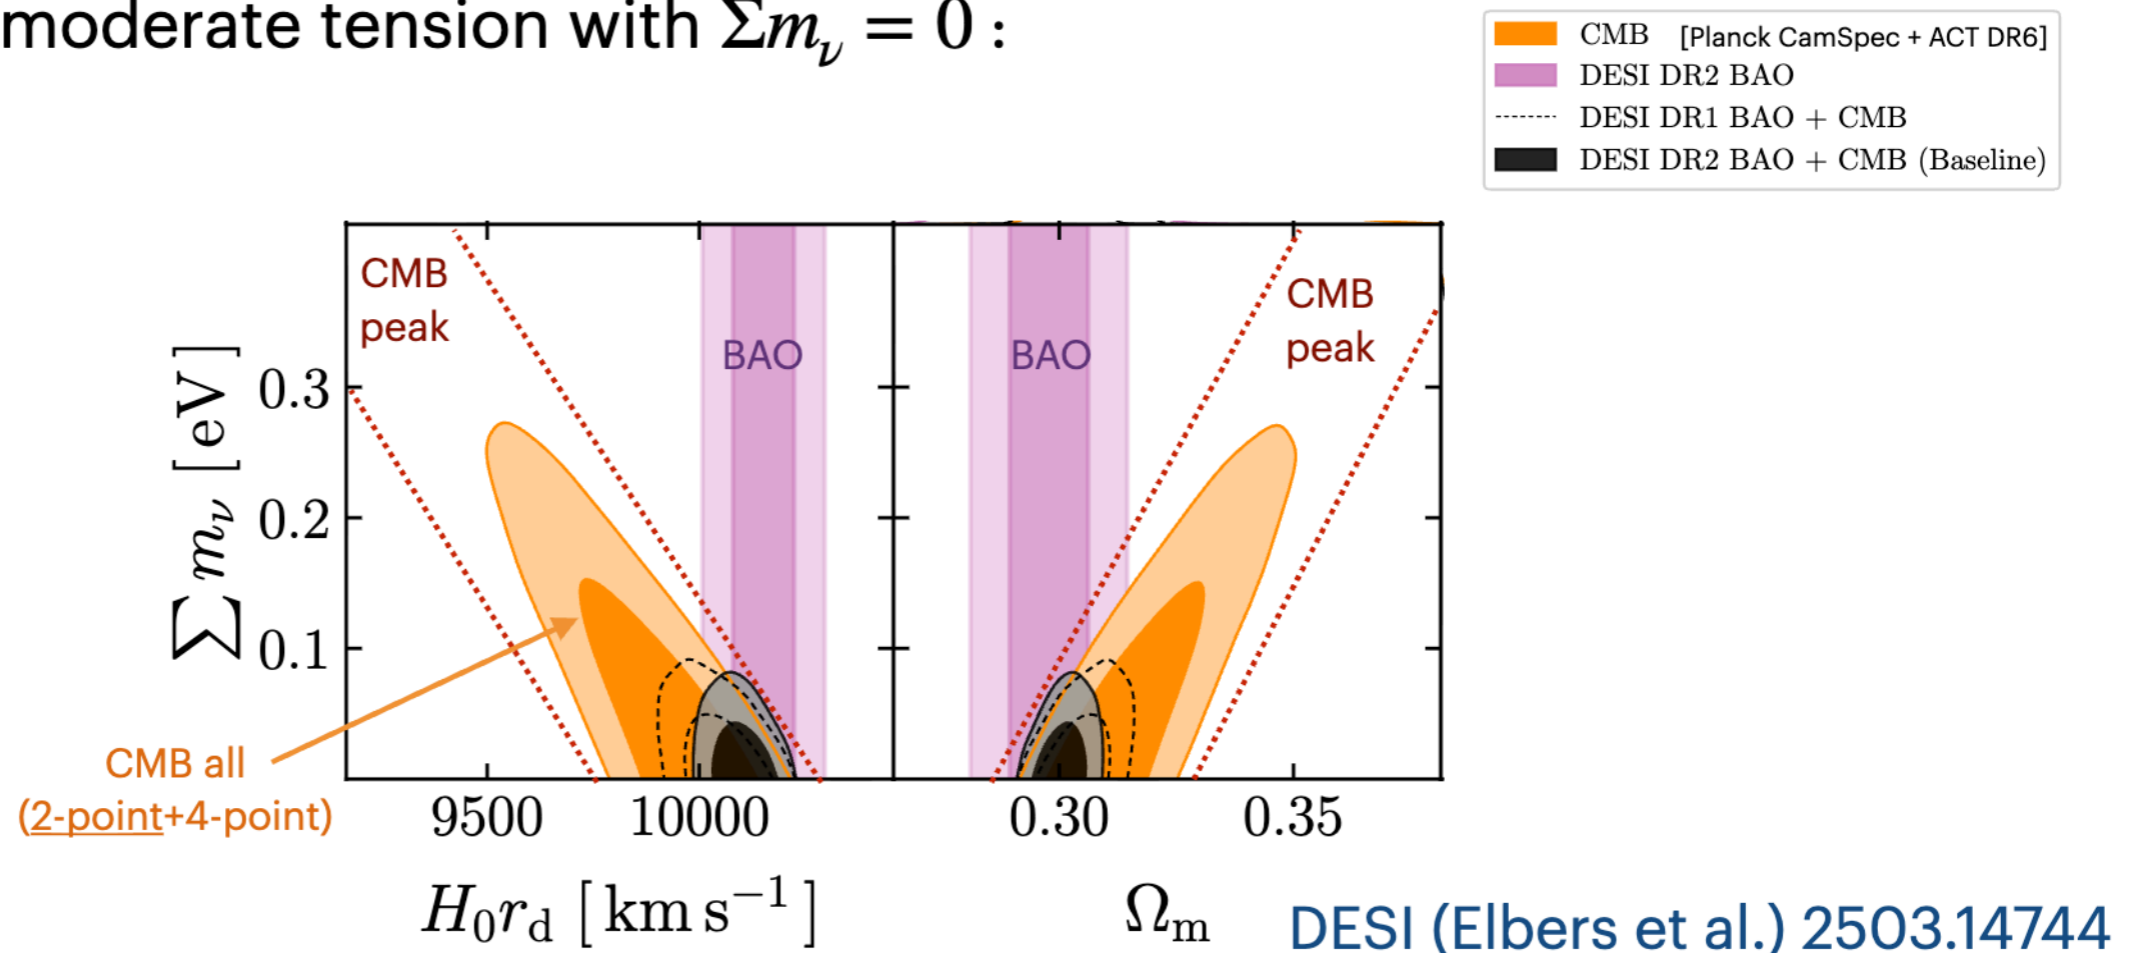 moderate tension with Σm_ν = 0 :
CMB [Planck CamSpec + ACT DR6]
DESI DR2 BAO
DESI DR1 BAO + CMB
DESI DR2 BAO + CMB (Baseline)
CMB
peak
BAO
BAO
CMB
peak
∑ m_ν [eV]
0.3
0.2
0.1
CMB all
(2-point+4-point)
9500 10000 0.30 0.35
H₀r_d [km s⁻¹]
Ω_m
DESI (Elbers et al.) 2503.14744